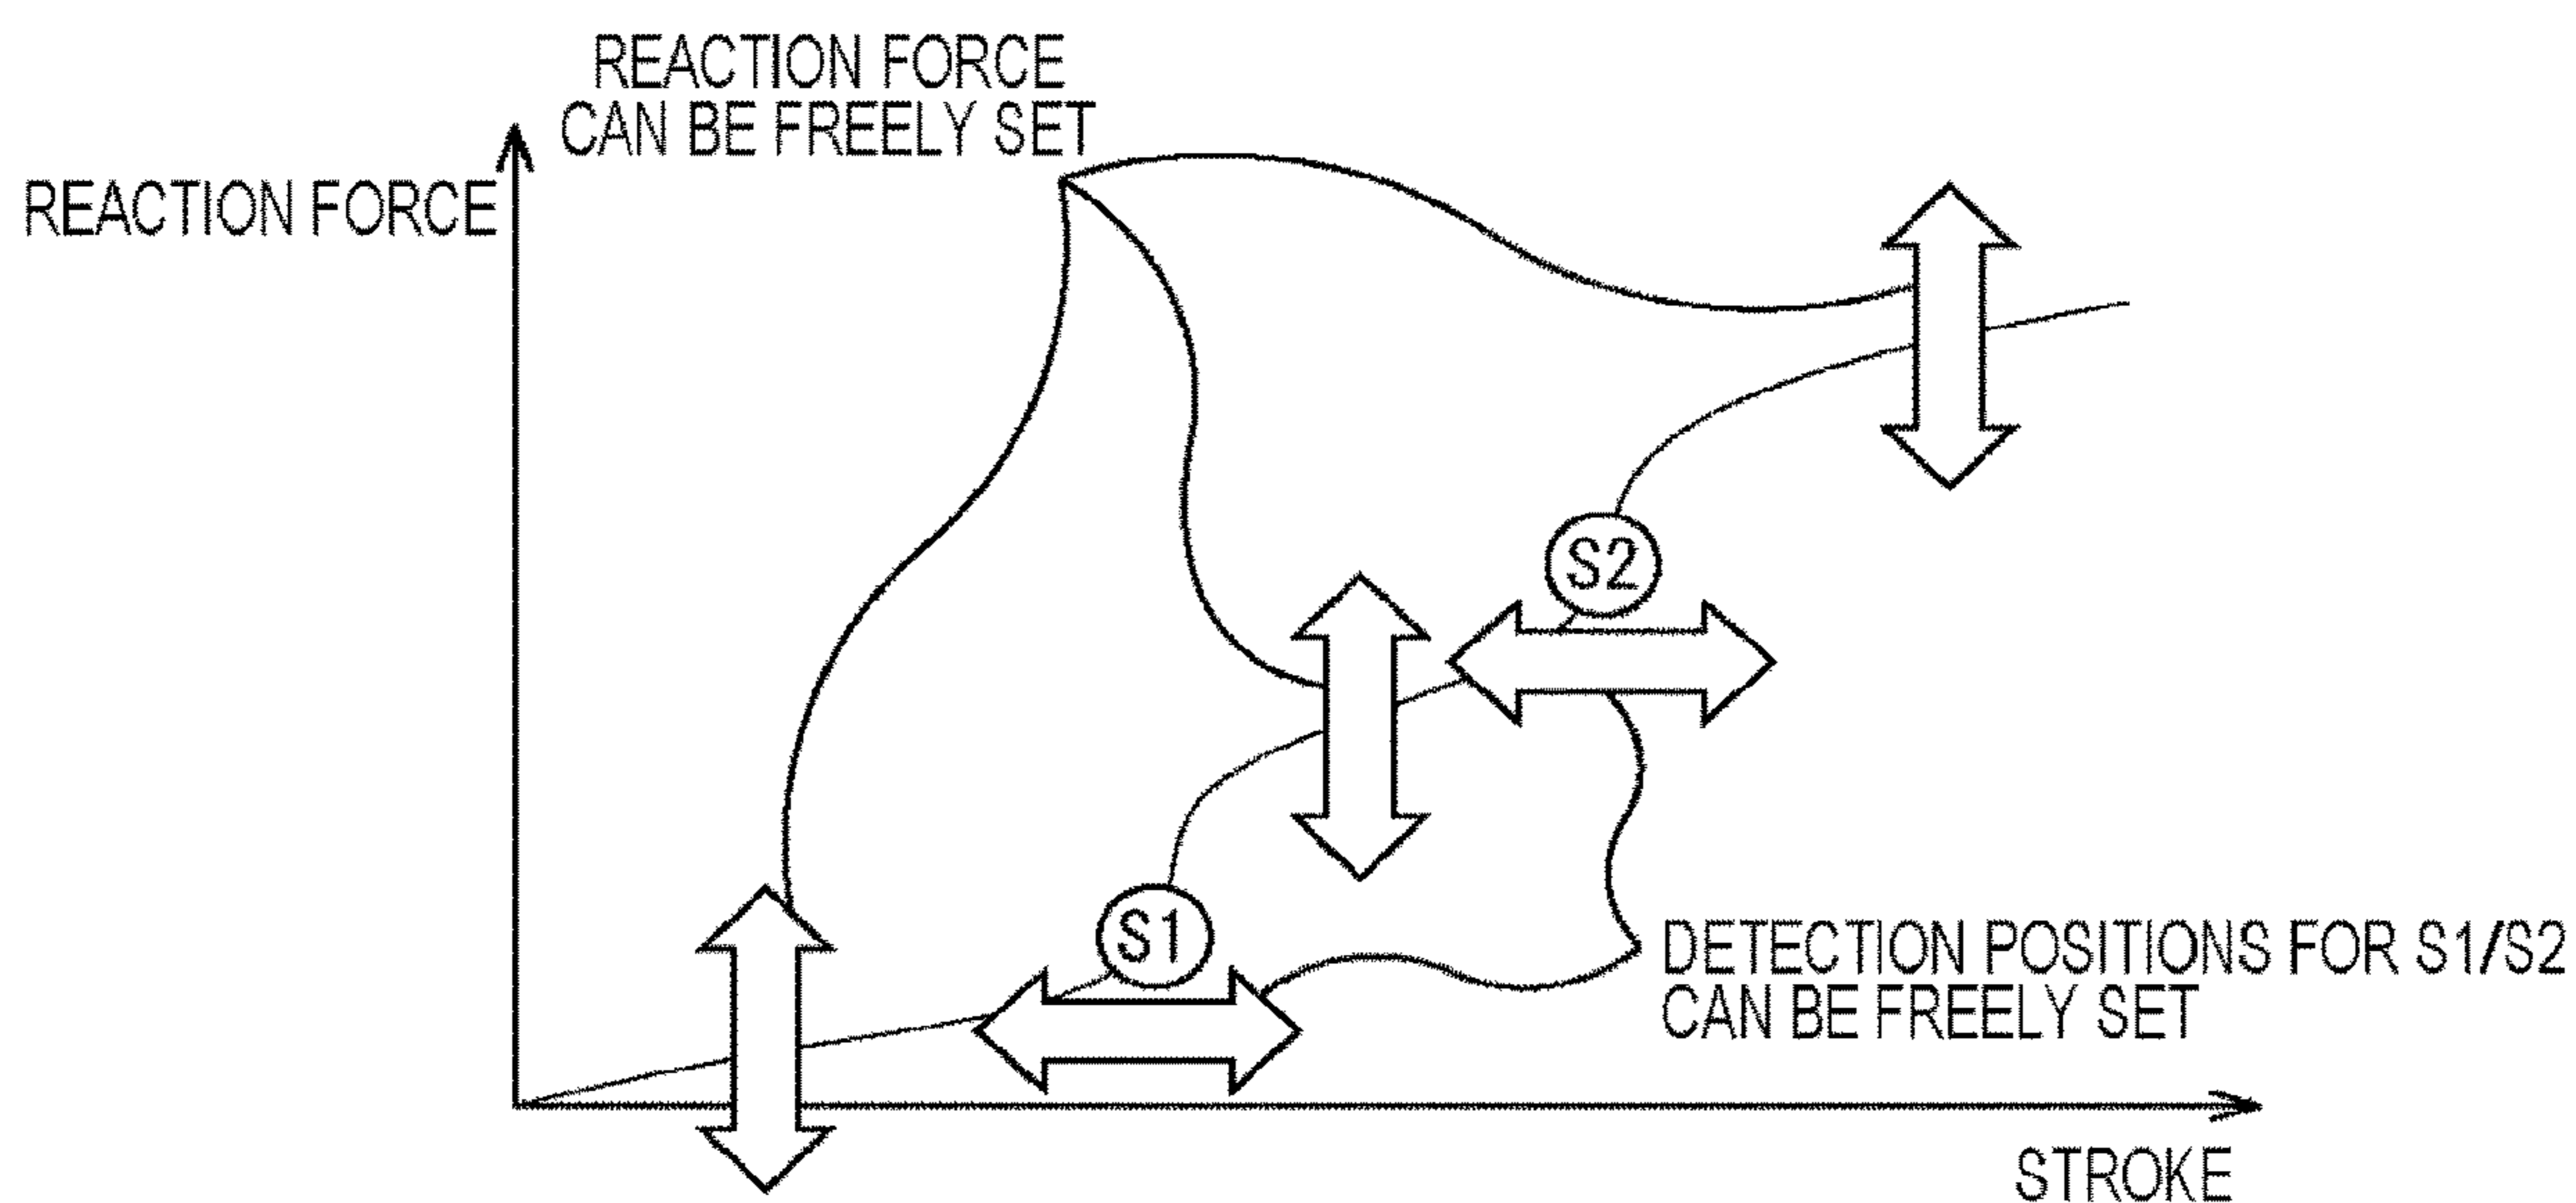 REACTION FORCE
CAN BE FREELY SET
REACTION FORCE
S2
S1
DETECTION POSITIONS FOR S1/S2
CAN BE FREELY SET
STROKE